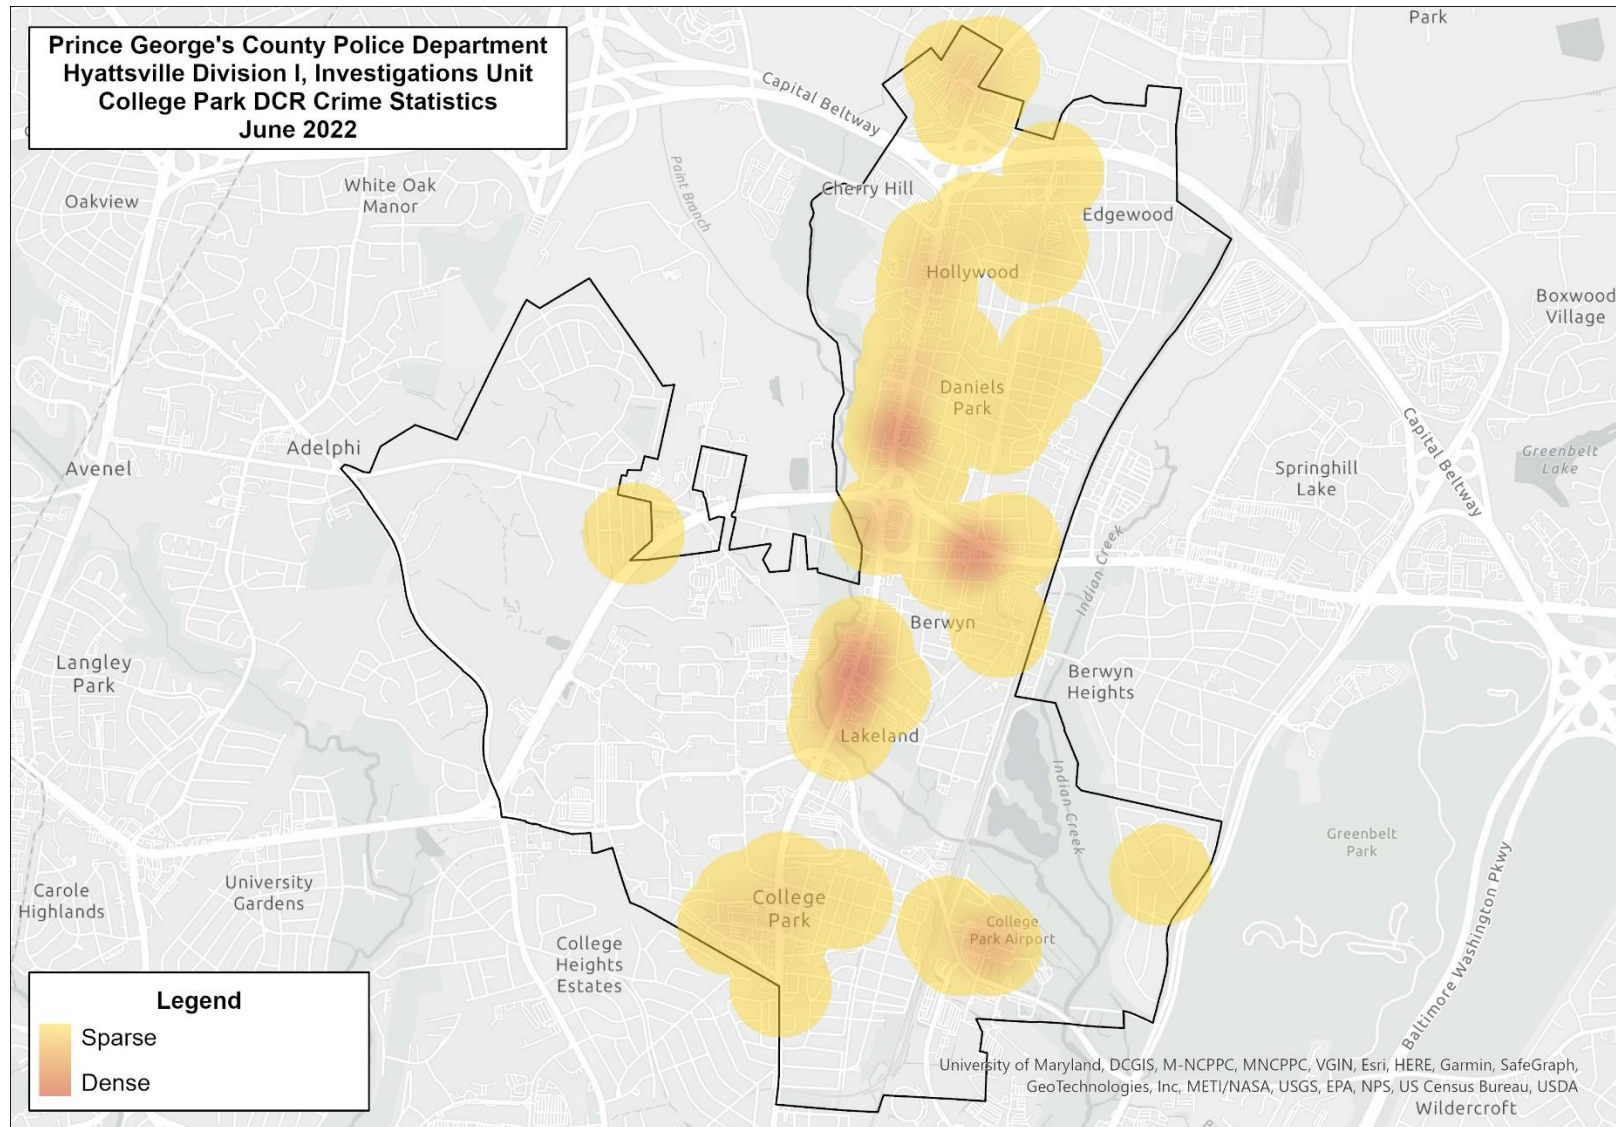 Prince George's County Police Department
Hyattsville Division I, Investigations Unit
College Park DCR Crime Statistics
June 2022
Park
Capital Beltway
Paint Branch
White Oak
Manor
Oakview
Cherry Hill
Edgewood
Hollywood
Boxwood
Village
Daniels
Park
Adelphi
Avenel
Capital Beltway
Springhill
Lake
Greenbelt
Lake
Indian Creek
Berwyn
Langley
Park
Berwyn
Heights
Lakeland
Indian Creek
Greenbelt
Park
Carole
Highlands
University
Gardens
College
Park
College
Park Airport
College
Heights
Estates
Baltimore Washington Pkwy
Legend
Sparse
Dense
University of Maryland, DCGIS, M-NCPPC, MNCPPC, VGIN, Esri, HERE, Garmin, SafeGraph,
GeoTechnologies, Inc, METI/NASA, USGS, EPA, NPS, US Census Bureau, USDA
Wildercroft